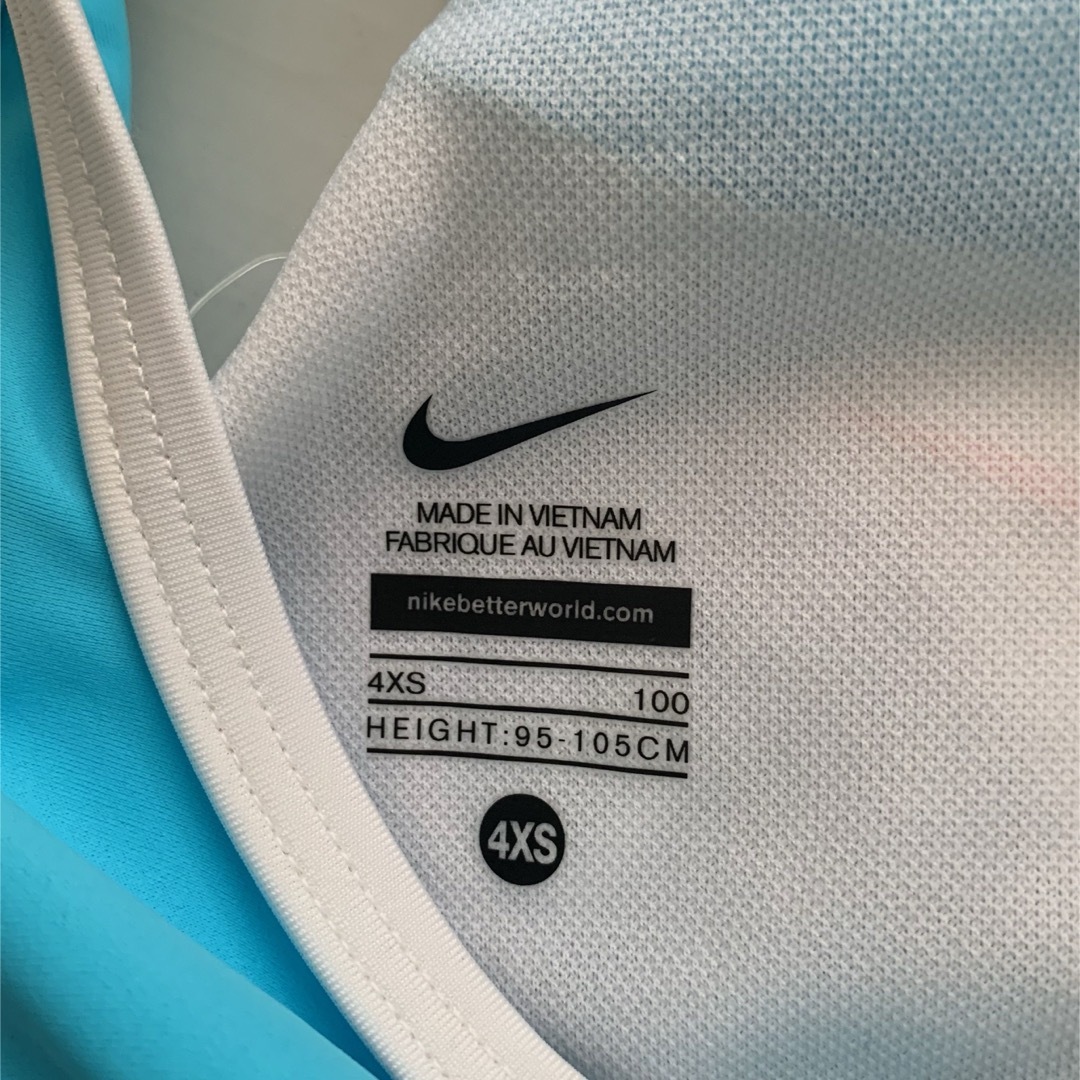 MADE IN VIETNAM
FABRIQUE AU VIETNAM
nikebetterworld.com
4XS 100
HEIGHT:95-105CM
4XS